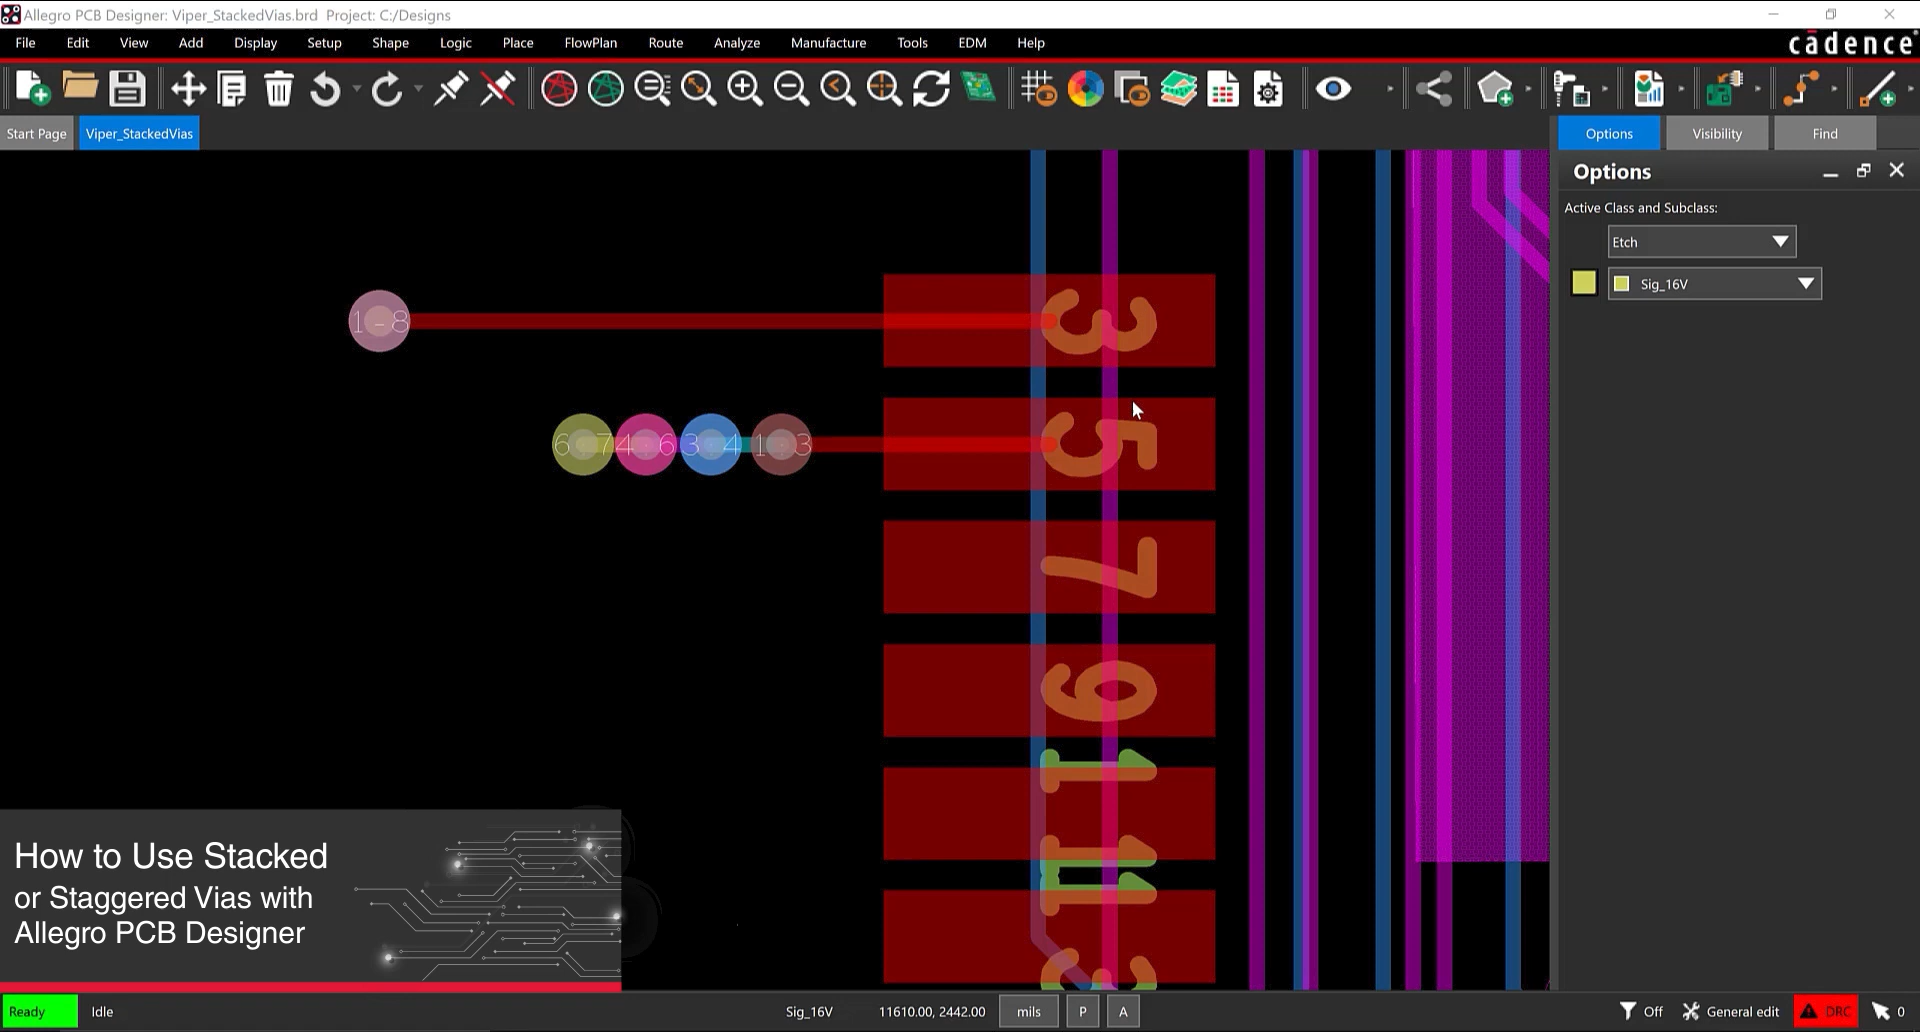 Allegro PCB Designer: Viper_StackedVias.brd Project: C:/Designs
File Edit View Add Display Setup Shape Logic Place FlowPlan Route Analyze Manufacture Tools EDM Help
cādence
Start Page Viper_StackedVias
Options Visibility Find
Options
Active Class and Subclass:
Etch
Sig_16V
1 - 8
3
6 7 4 6 3 4 1 3
5
7
9
11
11
How to Use Stacked
or Staggered Vias with
Allegro PCB Designer
Ready Idle Sig_16V 11610.00, 2442.00 mils P A Off General edit DRC 0